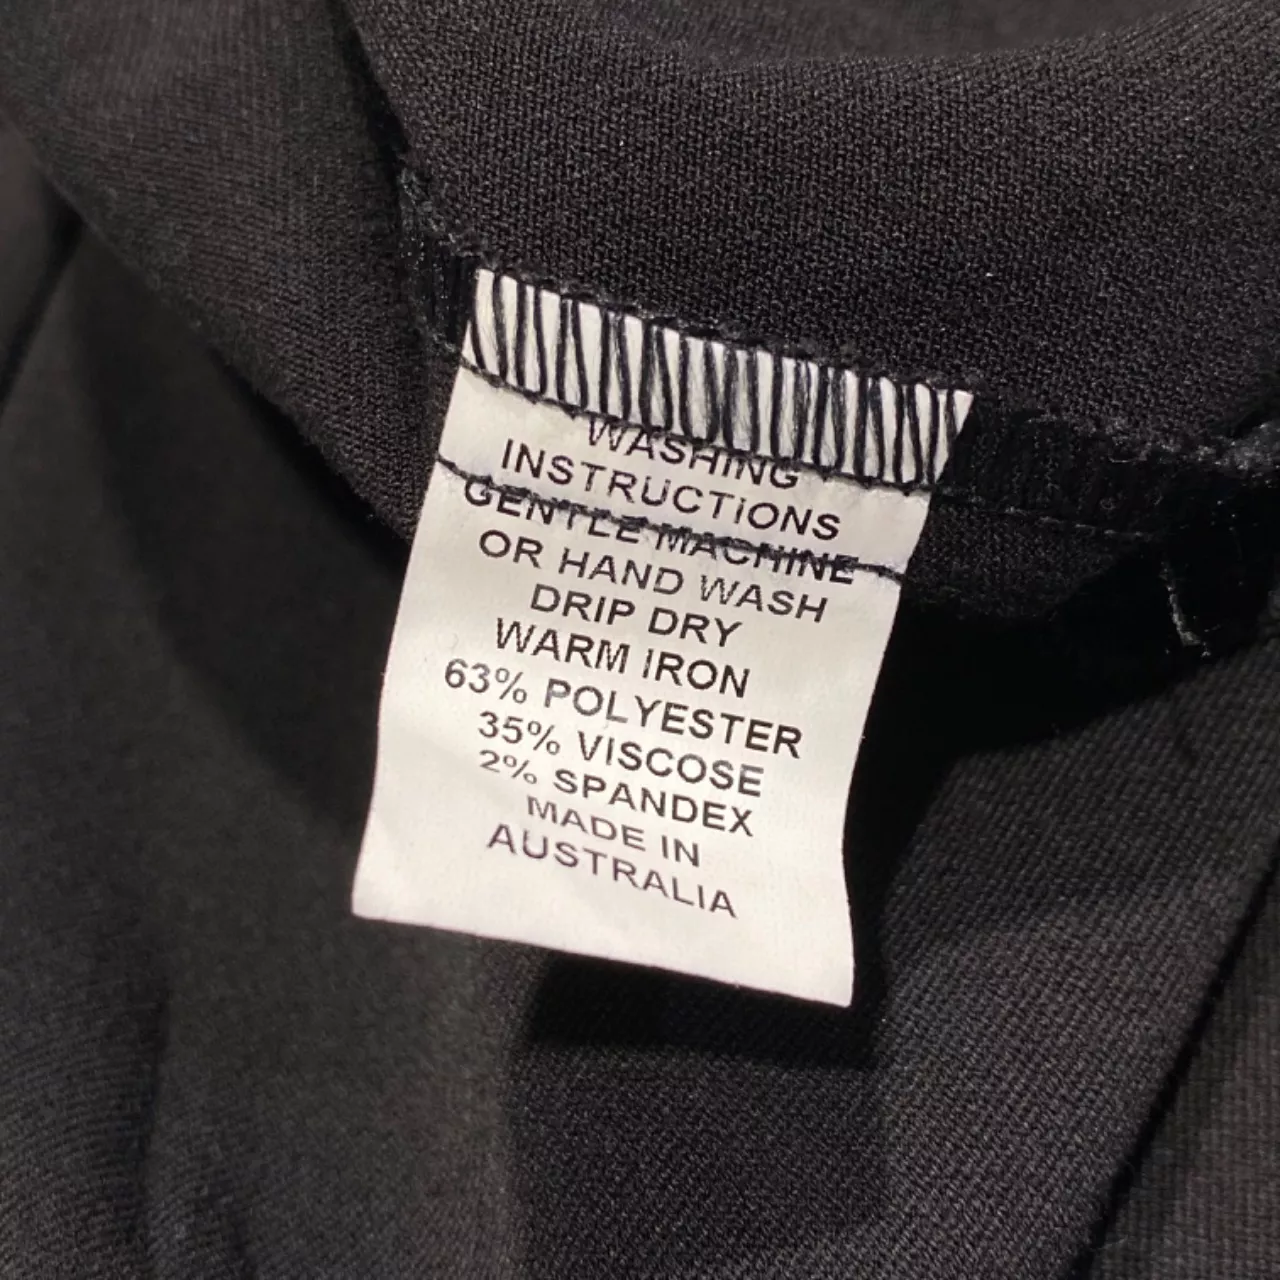 WASHING
INSTRUCTIONS
GENTLE MACHINE
OR HAND WASH
DRIP DRY
WARM IRON
63% POLYESTER
35% VISCOSE
2% SPANDEX
MADE IN
AUSTRALIA